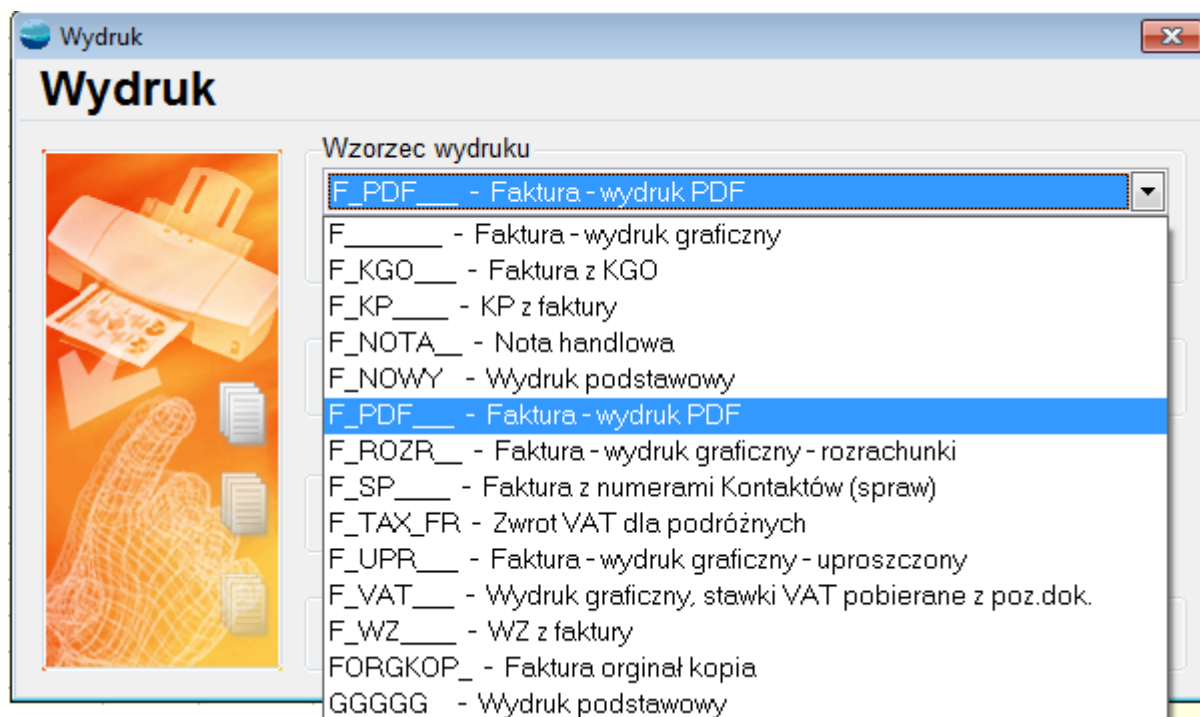 Wydruk
Wydruk
Wzorzec wydruku
F_PDF___ - Faktura - wydruk PDF
F_______ - Faktura - wydruk graficzny
F_KGO___ - Faktura z KGO
F_KP____ - KP z faktury
F_NOTA__ - Nota handlowa
F_NOWY - Wydruk podstawowy
F_PDF___ - Faktura - wydruk PDF
F_ROZR__ - Faktura - wydruk graficzny - rozrachunki
F_SP____ - Faktura z numerami Kontaktów (spraw)
F_TAX_FR - Zwrot VAT dla podróżnych
F_UPR___ - Faktura - wydruk graficzny - uproszczony
F_VAT___ - Wydruk graficzny, stawki VAT pobierane z poz.dok.
F_WZ____ - WZ z faktury
FORGKOP_ - Faktura orginał kopia
GGGGG - Wydruk podstawowy